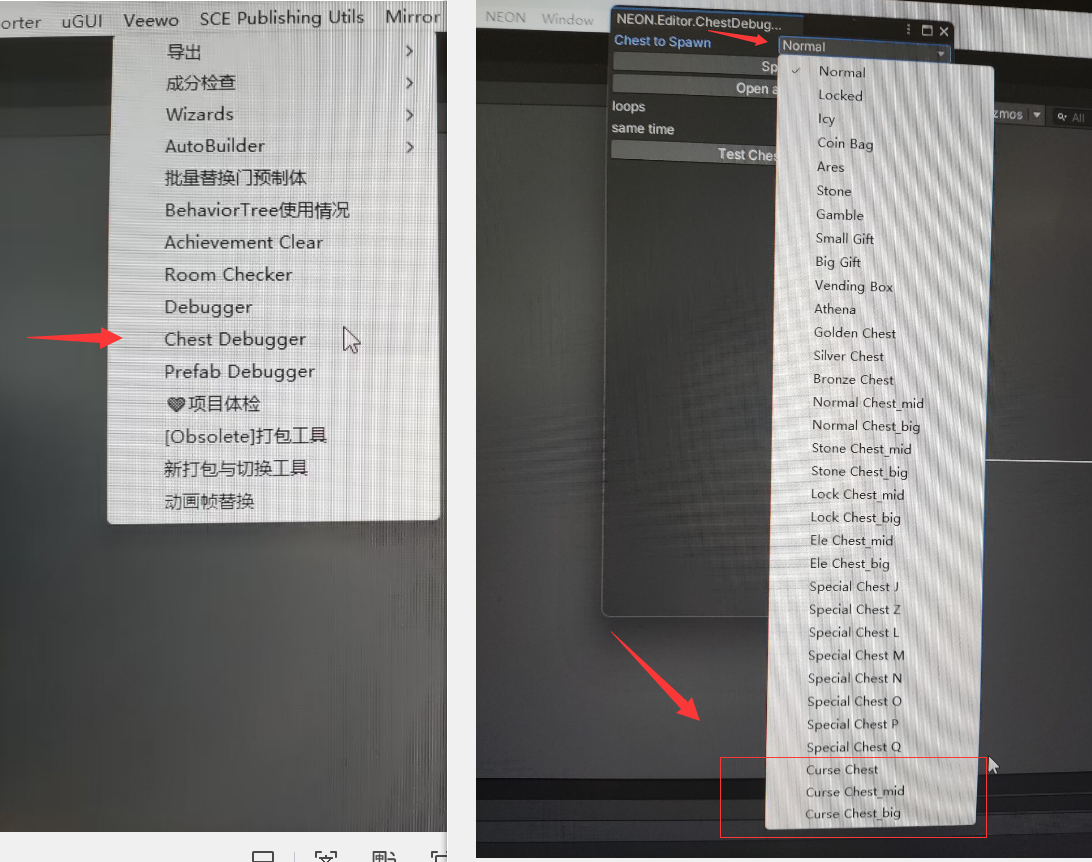 orter uGUI Veewo SCE Publishing Utils Mirror
导出
成分检查
Wizards
AutoBuilder
批量替换门预制体
BehaviorTree使用情况
Achievement Clear
Room Checker
Debugger
Chest Debugger
Prefab Debugger
项目体检
[Obsolete]打包工具
新打包与切换工具
动画帧替换
NEON Window
NEON.Editor.ChestDebug...
Chest to Spawn
Normal
Sp
Open a
loops
same time
Test Ches
zmos
All
Normal
Locked
Icy
Coin Bag
Ares
Stone
Gamble
Small Gift
Big Gift
Vending Box
Athena
Golden Chest
Silver Chest
Bronze Chest
Normal Chest_mid
Normal Chest_big
Stone Chest_mid
Stone Chest_big
Lock Chest_mid
Lock Chest_big
Ele Chest_mid
Ele Chest_big
Special Chest J
Special Chest Z
Special Chest L
Special Chest M
Special Chest N
Special Chest O
Special Chest P
Special Chest Q
Curse Chest
Curse Chest_mid
Curse Chest_big